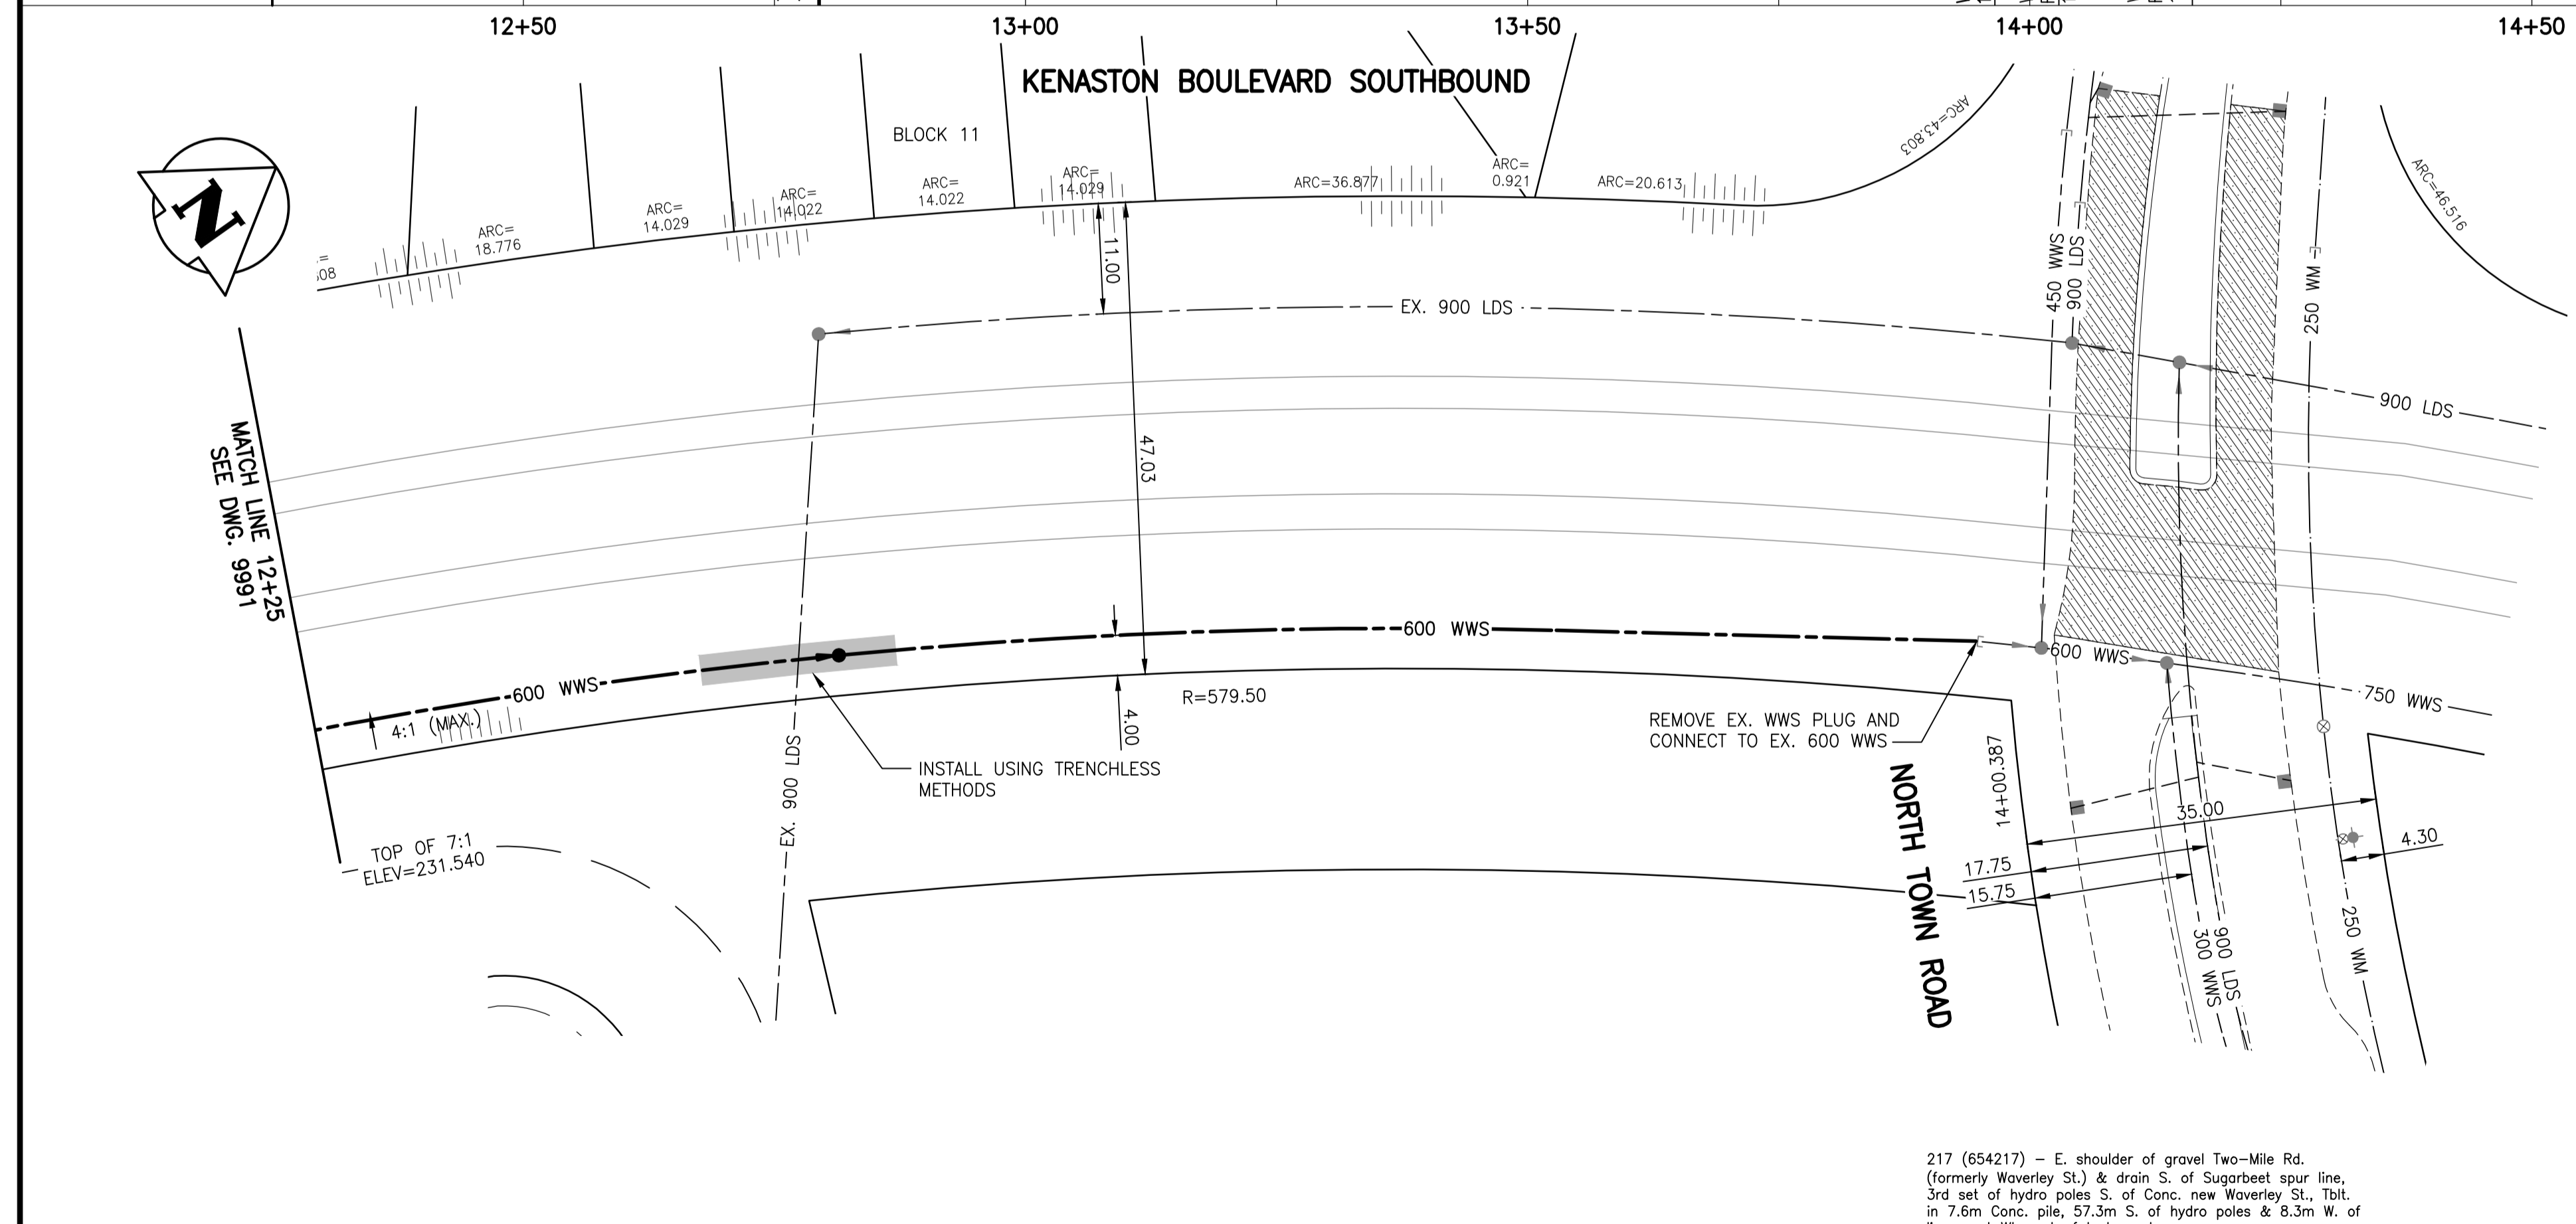 12+50
13+00
13+50
14+00
14+50
KENASTON BOULEVARD SOUTHBOUND
BLOCK 11
N
ARC=
18.776
ARC=
14.029
ARC=
14.022
ARC=
14.022
ARC=
14.029
ARC=36.877
ARC=
0.921
ARC=20.613
ARC=43.803
ARC=46.516
11.00
47.03
EX. 900 LDS
450 WWS
900 LDS
250 WM
900 LDS
MATCH LINE 12+25
SEE DWG. 9991
600 WWS
600 WWS
600 WWS
750 WWS
4:1 (MAX.)
4.00
R=579.50
EX. 900 LDS
INSTALL USING TRENCHLESS
METHODS
REMOVE EX. WWS PLUG AND
CONNECT TO EX. 600 WWS
14+00.387
NORTH TOWN ROAD
35.00
17.75
15.75
4.30
TOP OF 7:1
ELEV=231.540
300 WWS
900 LDS
250 WM
217 (654217) – E. shoulder of gravel Two–Mile Rd.
(formerly Waverley St.) & drain S. of Sugarbeet spur line,
3rd set of hydro poles S. of Conc. new Waverley St., Tblt.
in 7.6m Conc. pile, 57.3m S. of hydro poles & 8.3m W. of